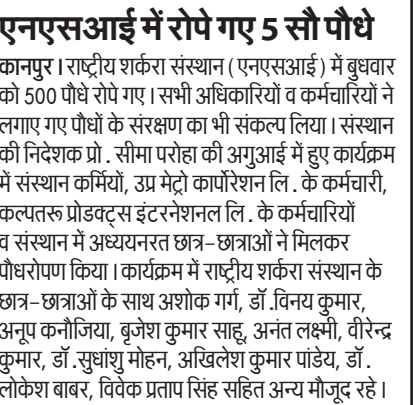 एनएसआई में रोपे गए 5 सौ पौधे
कानपुर । राष्ट्रीय शर्करा संस्थान ( एनएसआई ) में बुधवार
को 500 पौधे रोपे गए । सभी अधिकारियों व कर्मचारियों ने
लगाए गए पौधों के संरक्षण का भी संकल्प लिया । संस्थान
की निदेशक प्रो . सीमा परोहा की अगुआई में हुए कार्यक्रम
में संस्थान कर्मियों, उप्र मेट्रो कार्पोरेशन लि . के कर्मचारी,
कल्पतरू प्रोडक्ट्स इंटरनेशनल लि . के कर्मचारियों
व संस्थान में अध्ययनरत छात्र-छात्राओं ने मिलकर
पौधरोपण किया । कार्यक्रम में राष्ट्रीय शर्करा संस्थान के
छात्र-छात्राओं के साथ अशोक गर्ग, डॉ .विनय कुमार,
अनूप कनौजिया, बृजेश कुमार साहू, अनंत लक्ष्मी, वीरेन्द्र
कुमार, डॉ .सुधांशु मोहन, अखिलेश कुमार पांडेय, डॉ .
लोकेश बाबर, विवेक प्रताप सिंह सहित अन्य मौजूद रहे ।